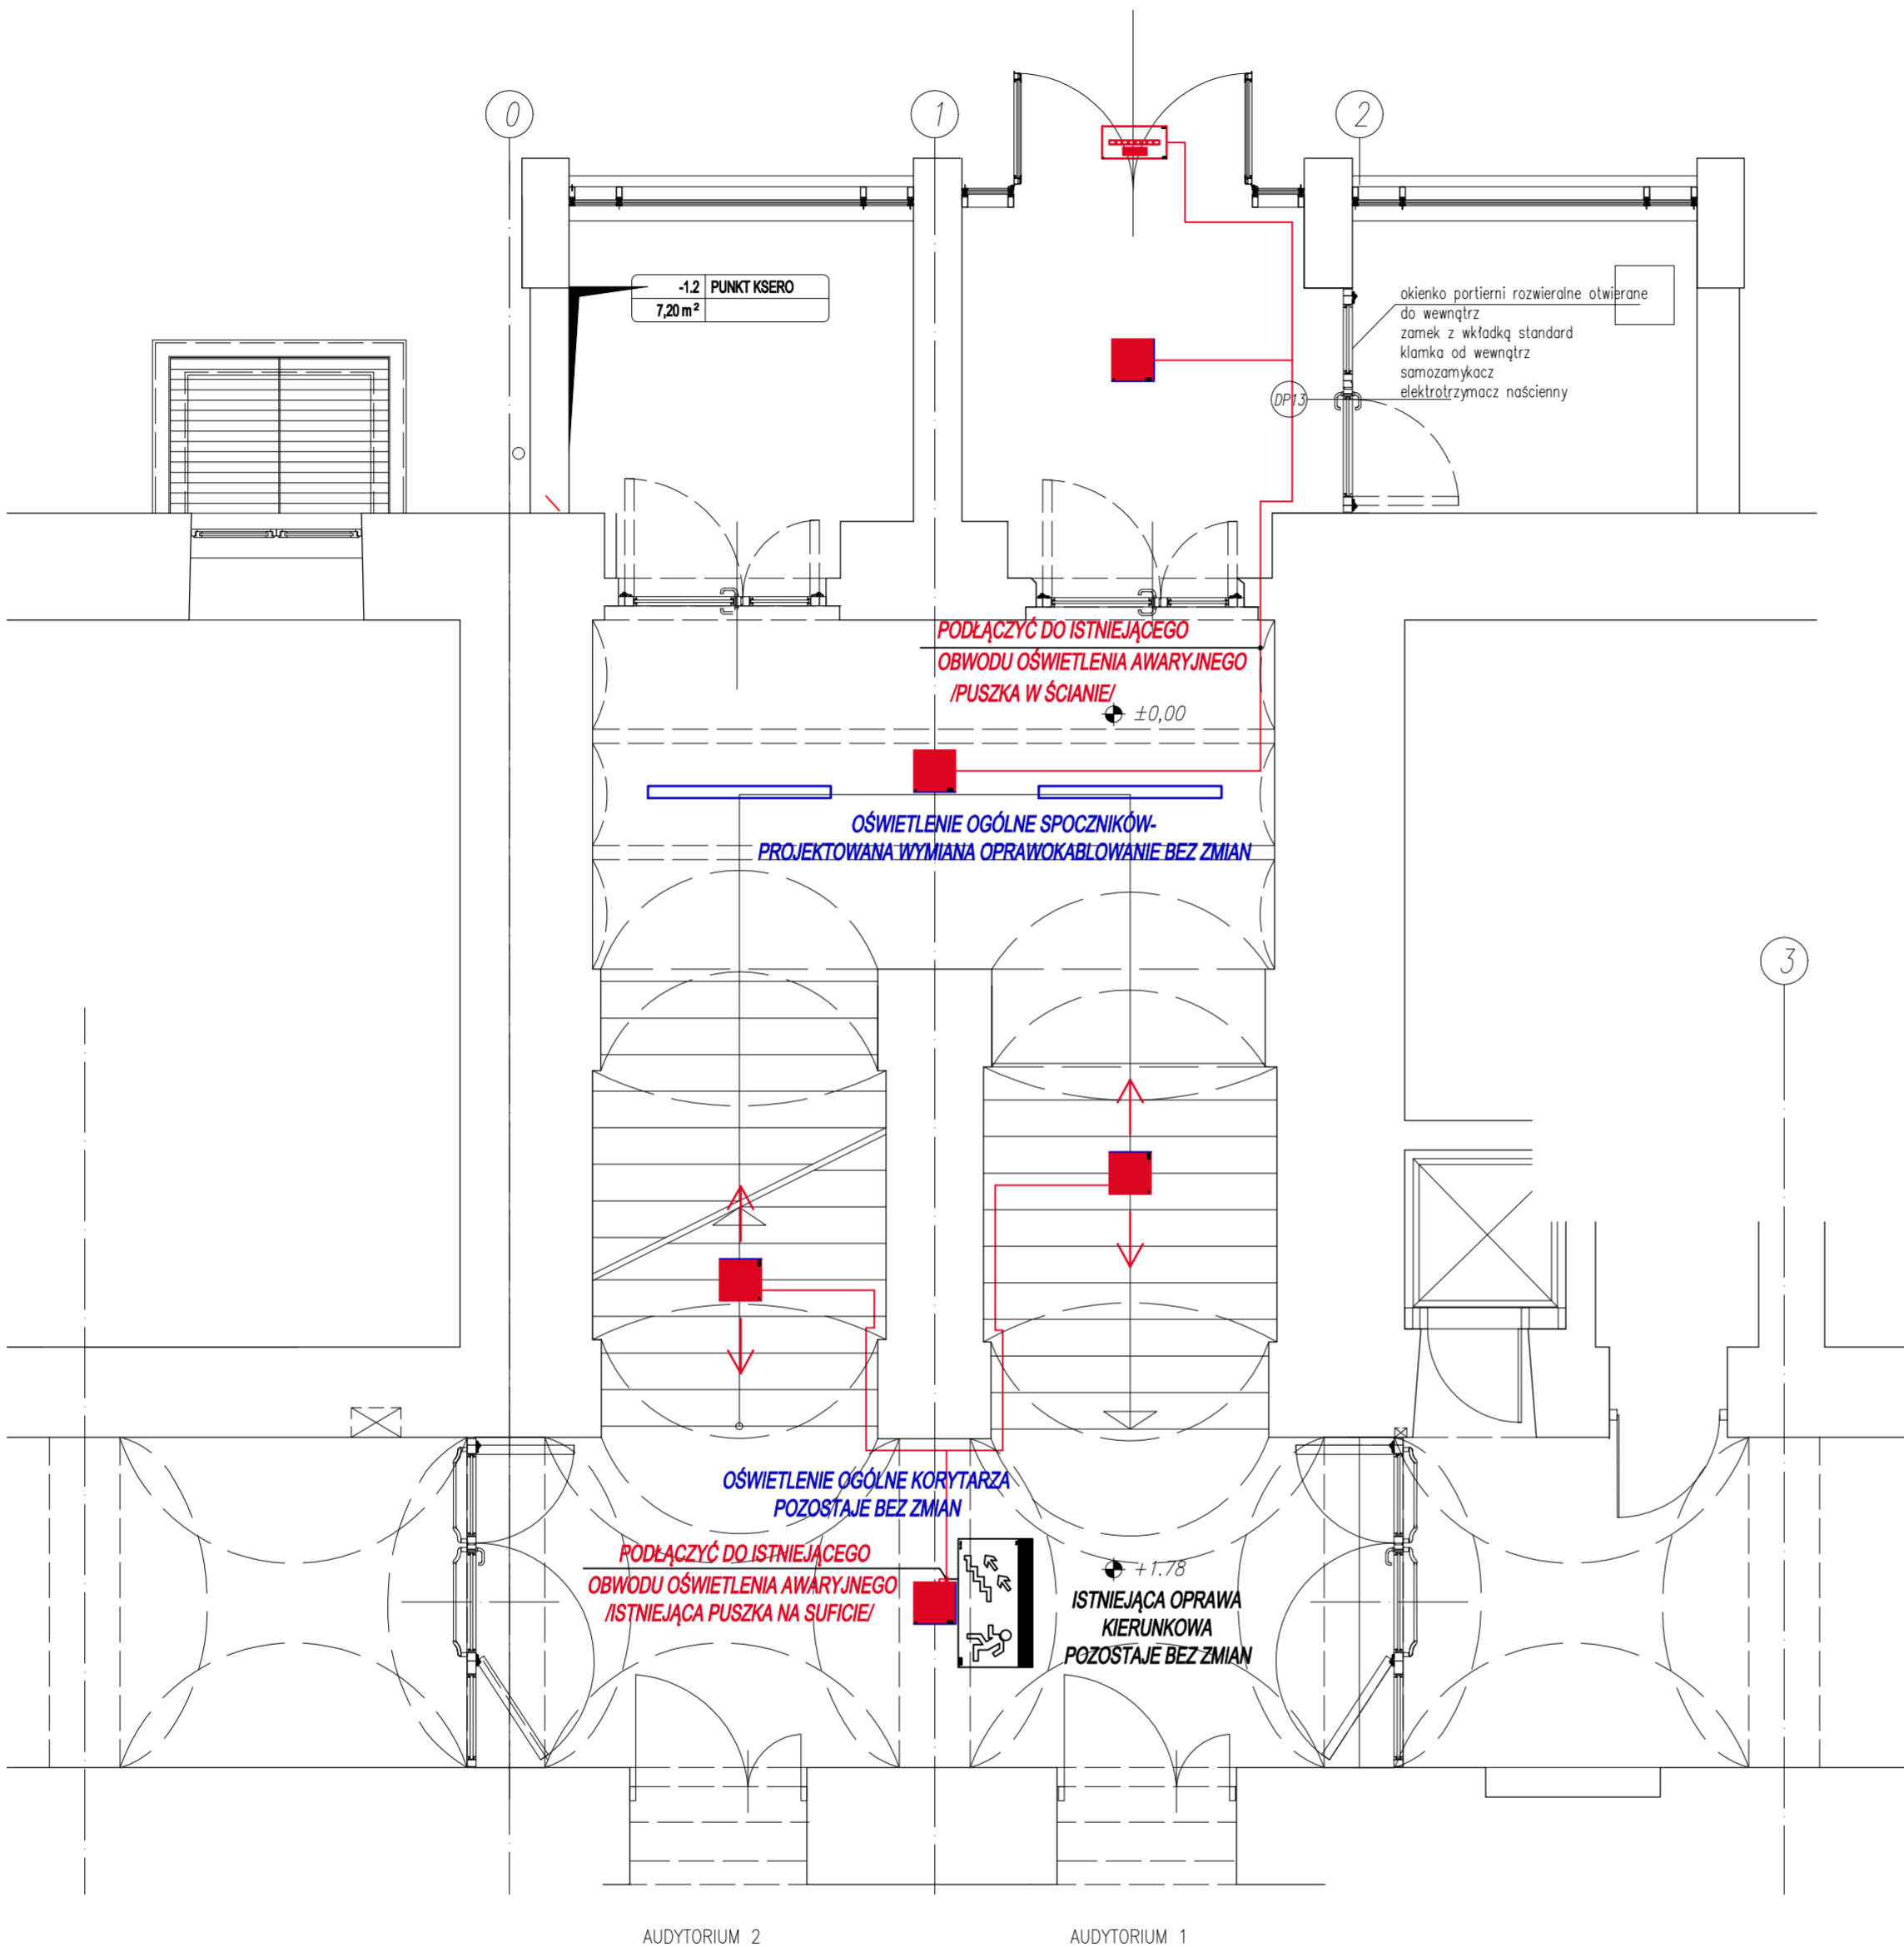 0
1
2
-1.2 PUNKT KSERO
7,20 m²
okienko portierni rozwieralne otwierane
do wewnątrz
zamek z wkładką standard
klamka od wewnątrz
samozamykacz
elektrotrzymacz naścienny
DP13
PODŁĄCZYĆ DO ISTNIEJĄCEGO
OBWODU OŚWIETLENIA AWARYJNEGO
/PUSZKA W ŚCIANIE/
±0,00
OŚWIETLENIE OGÓLNE SPOCZNIKÓW-
PROJEKTOWANA WYMIANA OPRAWOKABLOWANIE BEZ ZMIAN
3
OŚWIETLENIE OGÓLNE KORYTARZA
POZOSTAJE BEZ ZMIAN
PODŁĄCZYĆ DO ISTNIEJĄCEGO
OBWODU OŚWIETLENIA AWARYJNEGO
/ISTNIEJĄCA PUSZKA NA SUFICIE/
+1.78
ISTNIEJĄCA OPRAWA
KIERUNKOWA
POZOSTAJE BEZ ZMIAN
AUDYTORIUM 2
AUDYTORIUM 1